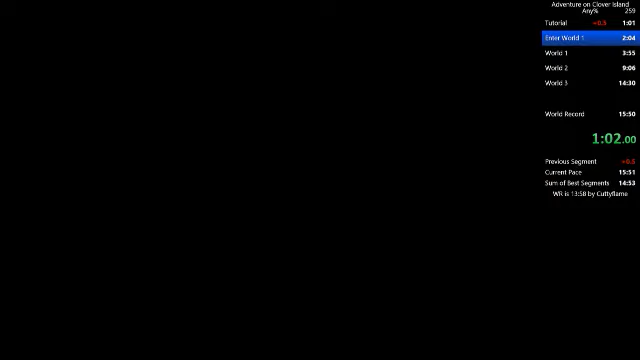 Adventure on Clover Island
Any% 259
Tutorial +0.5 1:01
Enter World 1 2:04
World 1 3:55
World 2 9:06
World 3 14:30
World Record 15:50
1:02.00
Previous Segment +0.5
Current Pace 15:51
Sum of Best Segments 14:53
WR is 13:58 by Cuttyflame